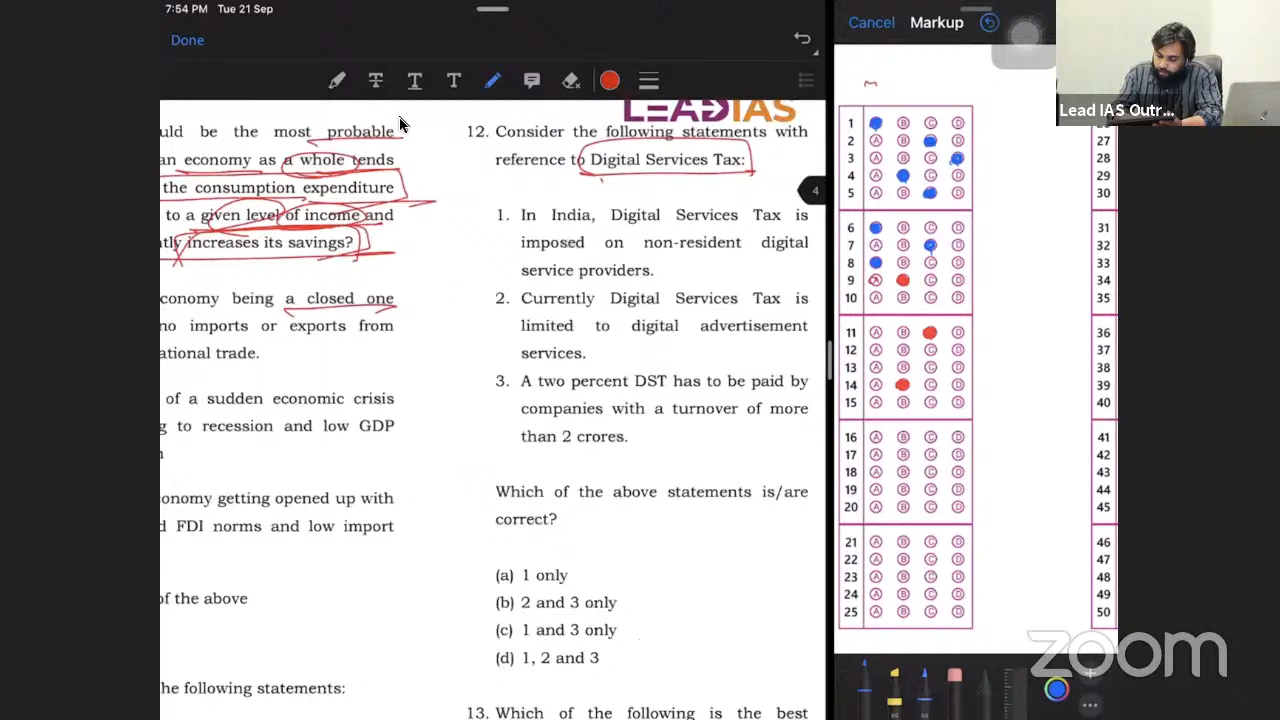 7:54 PM Tue 21 Sep
Done
Cancel Markup
Lead IAS Outr...
LEADIAS
4
uld be the most probable
an economy as a whole tends
the consumption expenditure
to a given level of income and
tly increases its savings?
conomy being a closed one
no imports or exports from
ational trade.
of a sudden economic crisis
g to recession and low GDP
onomy getting opened up with
d FDI norms and low import
of the above
he following statements:
12. Consider the following statements with
reference to Digital Services Tax:
1. In India, Digital Services Tax is
imposed on non-resident digital
service providers.
2. Currently Digital Services Tax is
limited to digital advertisement
services.
3. A two percent DST has to be paid by
companies with a turnover of more
than 2 crores.
Which of the above statements is/are
correct?
(a) 1 only
(b) 2 and 3 only
(c) 1 and 3 only
(d) 1, 2 and 3
13. Which of the following is the best
1 B C D
2 A B D 27
3 A B C 28
4 A C D 29
5 A B D 30
6 B C D 31
7 A B D 32
8 B C D 33
9 A C D 34
10 A B C D 35
11 A B D 36
12 A B C D 37
13 A B C D 38
14 A C D 39
15 A B C D 40
16 A B C D 41
17 A B C D 42
18 A B C D 43
19 A B C D 44
20 A B C D 45
21 A B C D 46
22 A B C D 47
23 A B C D 48
24 A B C D 49
25 A B C D 50
zoom